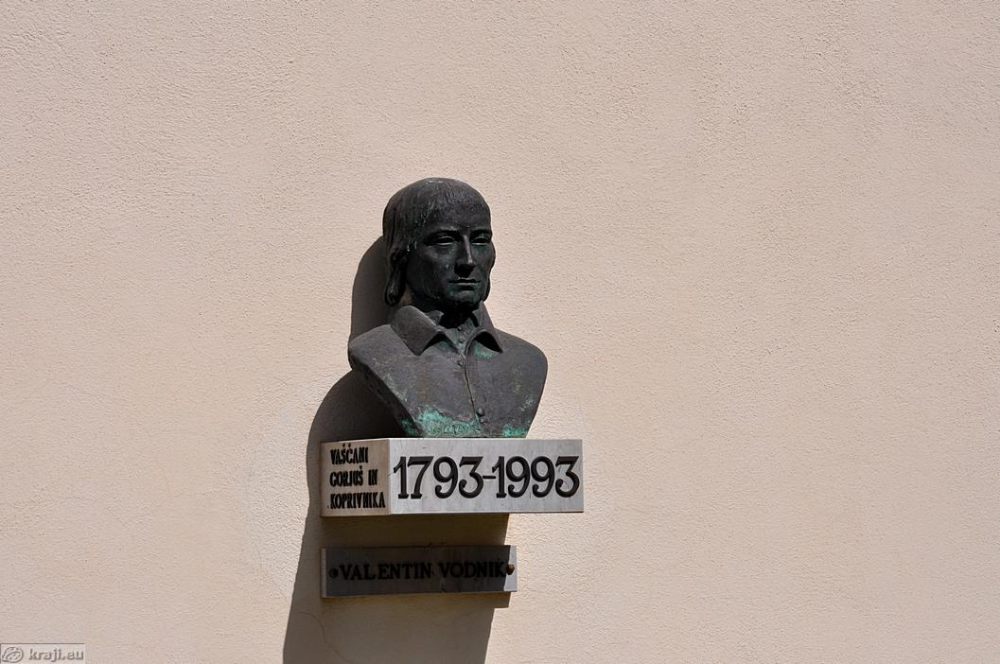 VAŠČANI
GORJUŠ IN
KOPRIVNIKA
1793-1993
VALENTIN VODNIK
kraji.eu